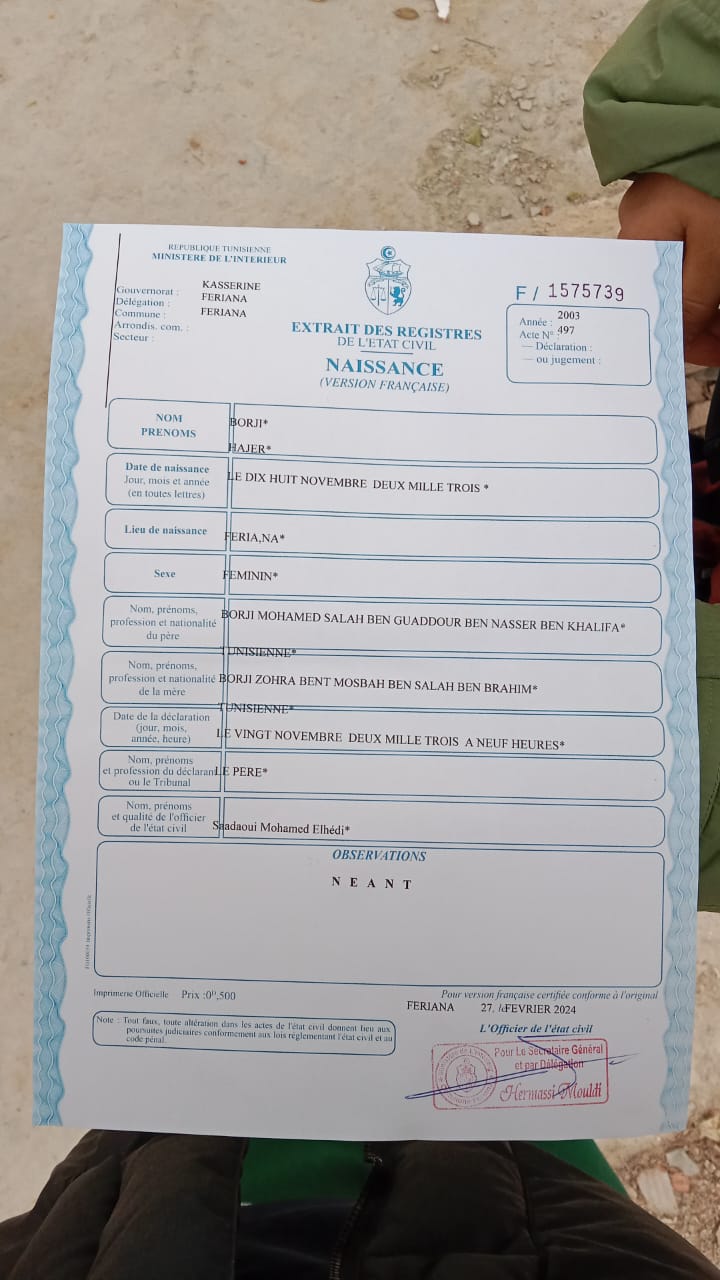 REPUBLIQUE TUNISIENNE
MINISTERE DE L'INTERIEUR
Gouvernorat : KASSERINE
Délégation : FERIANA
Commune : FERIANA
Arrondis. com. :
Secteur :
EXTRAIT DES REGISTRES
DE L'ETAT CIVIL
NAISSANCE
(VERSION FRANÇAISE)
F/ 1575739
Année : 2003
Acte N° : 497
— Déclaration :
— ou jugement :
NOM
PRENOMS
BORJI*
HAJER*
Date de naissance
Jour, mois et année
(en toutes lettres)
LE DIX HUIT NOVEMBRE DEUX MILLE TROIS *
Lieu de naissance
FERIA,NA*
Sexe
FEMININ*
Nom, prénoms,
profession et nationalité
du père
BORJI MOHAMED SALAH BEN GUADDOUR BEN NASSER BEN KHALIFA*
TUNISIENNE*
Nom, prénoms,
profession et nationalité
de la mère
BORJI ZOHRA BENT MOSBAH BEN SALAH BEN BRAHIM*
TUNISIENNE*
Date de la déclaration
(jour, mois,
année, heure)
LE VINGT NOVEMBRE DEUX MILLE TROIS A NEUF HEURES*
Nom, prénoms
et profession du déclarant
ou le Tribunal
LE PERE*
Nom, prénoms
et qualité de l'officier
de l'état civil
Saadaoui Mohamed Elhédi*
OBSERVATIONS
N E A N T
Imprimerie Officielle Prix :0ᴰ,500
Pour version française certifiée conforme à l'original
FERIANA 27, le FEVRIER 2024
L'Officier de l'état civil
Note : Tout faux, toute altération dans les actes de l'état civil donnent lieu aux
poursuites judiciaires conformement aux lois règlementant l'état civil et au
code pénal.
Pour Le Secrétaire Général
et par Délégation
Hermassi Mouldi